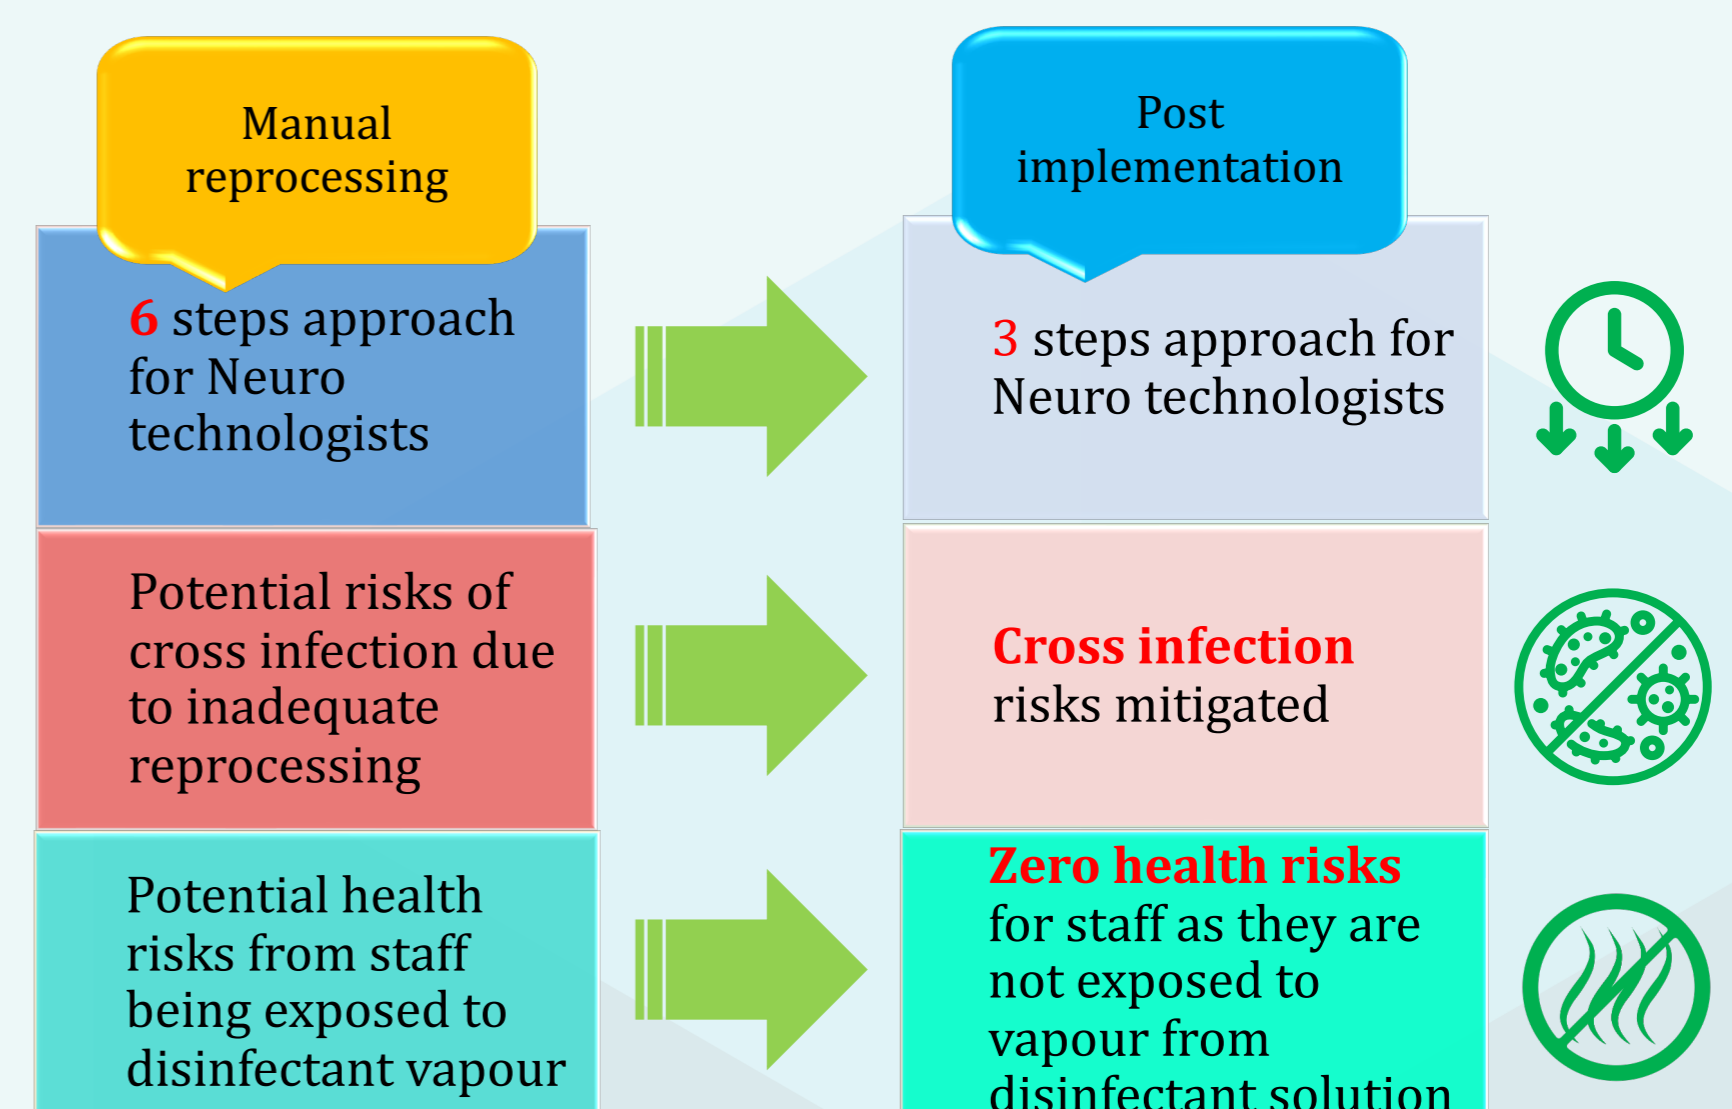 Manual
reprocessing
6 steps approach
for Neuro
technologists
Potential risks of
cross infection due
to inadequate
reprocessing
Potential health
risks from staff
being exposed to
disinfectant vapour
Post
implementation
3 steps approach for
Neuro technologists
Cross infection
risks mitigated
Zero health risks
for staff as they are
not exposed to
vapour from
disinfectant solution